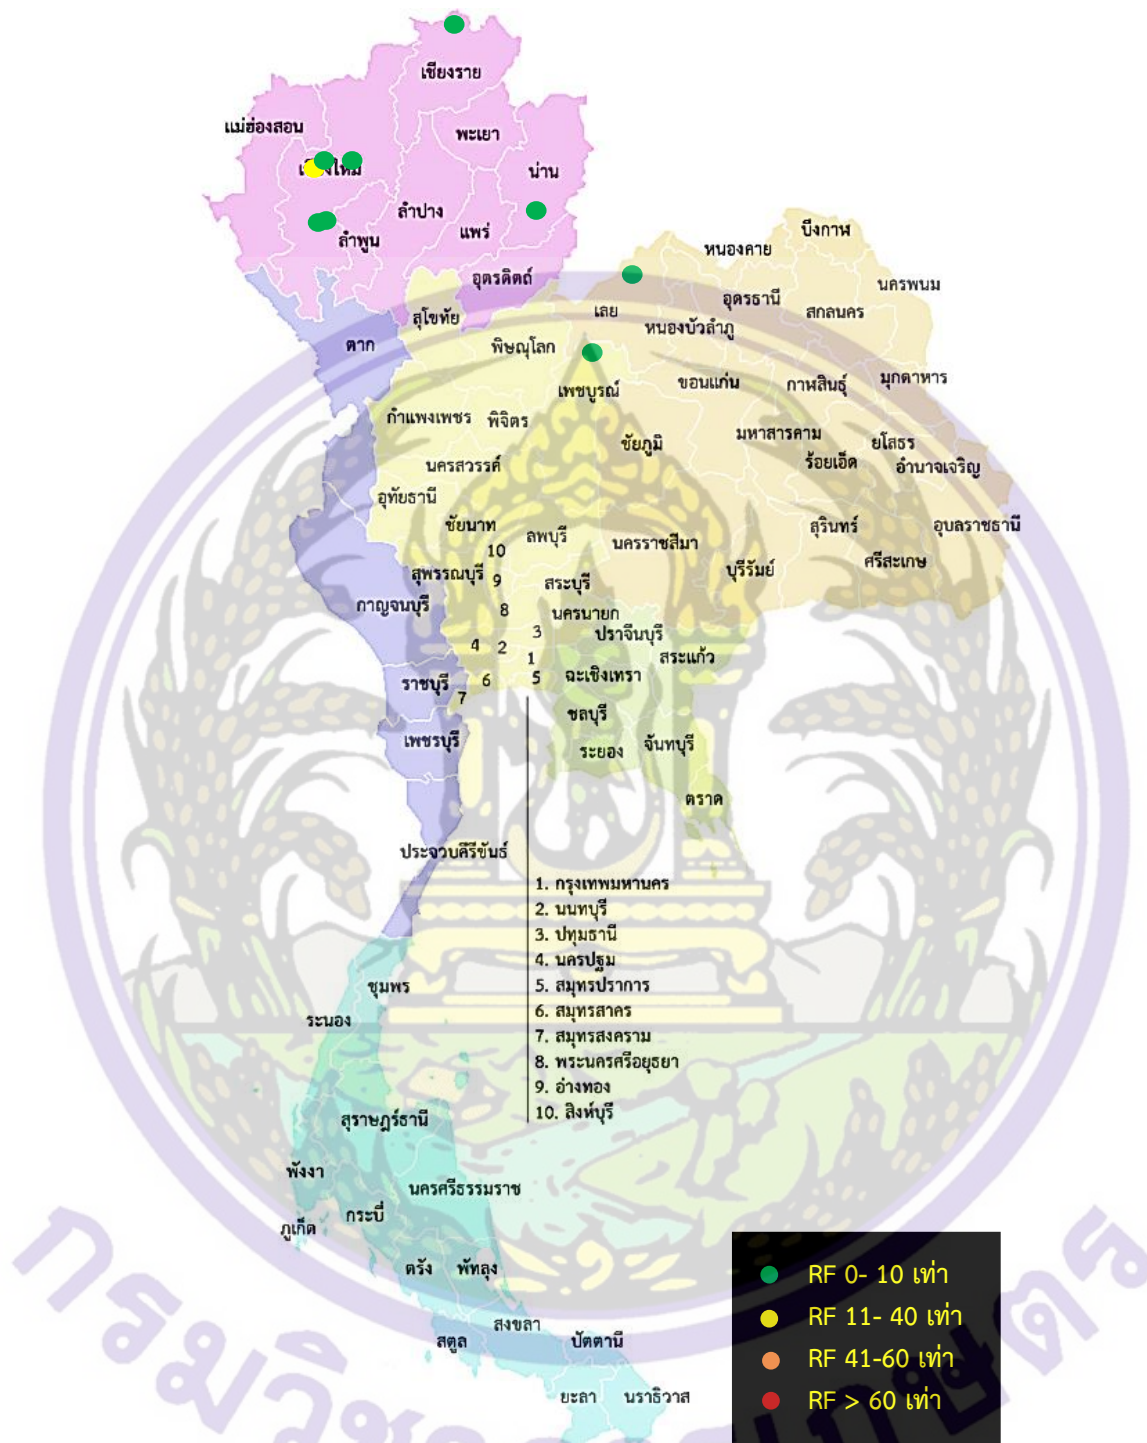 เชียงราย
แม่ฮ่องสอน
พะเยา
เชียงใหม่
น่าน
ลำปาง
แพร่
ลำพูน
บึงกาฬ
หนองคาย
อุตรดิตถ์
นครพนม
อุดรธานี
เลย
สกลนคร
สุโขทัย
หนองบัวลำภู
ตาก
พิษณุโลก
มุกดาหาร
ขอนแก่น
กาฬสินธุ์
เพชบูรณ์
กำแพงเพชร
พิจิตร
มหาสารคาม
ชัยภูมิ
ยโสธร
ร้อยเอ็ด
อำนาจเจริญ
นครสวรรค์
อุทัยธานี
ชัยนาท
สุรินทร์
อุบลราชธานี
ลพบุรี
นครราชสีมา
10
ศรีสะเกษ
บุรีรัมย์
สุพรรณบุรี
9
สระบุรี
กาญจนบุรี
8
นครนายก
3
ปราจีนบุรี
4
2
1
สระแก้ว
ราชบุรี
6
5
ฉะเชิงเทรา
7
ชลบุรี
เพชรบุรี
ระยอง
จันทบุรี
ตราด
ประจวบคีรีขันธ์
1. กรุงเทพมหานคร
2. นนทบุรี
3. ปทุมธานี
4. นครปฐม
5. สมุทรปราการ
6. สมุทรสาคร
7. สมุทรสงคราม
8. พระนครศรีอยุธยา
9. อ่างทอง
10. สิงห์บุรี
ชุมพร
ระนอง
สุราษฎร์ธานี
พังงา
นครศรีธรรมราช
กระบี่
ภูเก็ต
ตรัง
พัทลุง
สงขลา
สตูล
ปัตตานี
ยะลา
นราธิวาส
RF 0- 10 เท่า
RF 11- 40 เท่า
RF 41-60 เท่า
RF > 60 เท่า